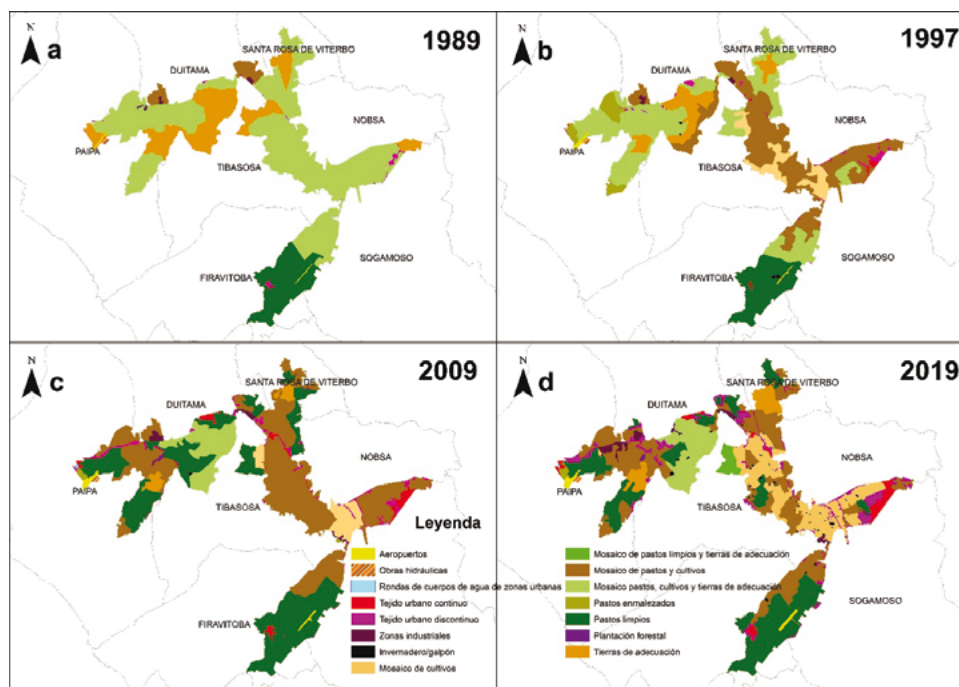 N
a
1989
SANTA ROSA DE VITERBO
DUITAMA
NOBSA
PAIPA
TIBASOSA
FIRAVITOBA
SOGAMOSO
N
b
1997
SANTA ROSA DE VITERBO
DUITAMA
NOBSA
PAIPA
TIBASOSA
FIRAVITOBA
SOGAMOSO
N
c
2009
SANTA ROSA DE VITERBO
DUITAMA
NOBSA
PAIPA
TIBASOSA
FIRAVITOBA
Leyenda
Aeropuertos
Obras hidráulicas
Rondas de cuerpos de agua de zonas urbanas
Tejido urbano continuo
Tejido urbano discontinuo
Zonas industriales
Invernadero/galpón
Mosaico de cultivos
N
d
2019
SANTA ROSA DE VITERBO
DUITAMA
NOBSA
PAIPA
TIBASOSA
SOGAMOSO
Mosaico de pastos limpios y tierras de adecuación
Mosaico de pastos y cultivos
Mosaico pastos, cultivos y tierras de adecuación
Pastos enmalezados
Pastos limpios
Plantación forestal
Tierras de adecuación